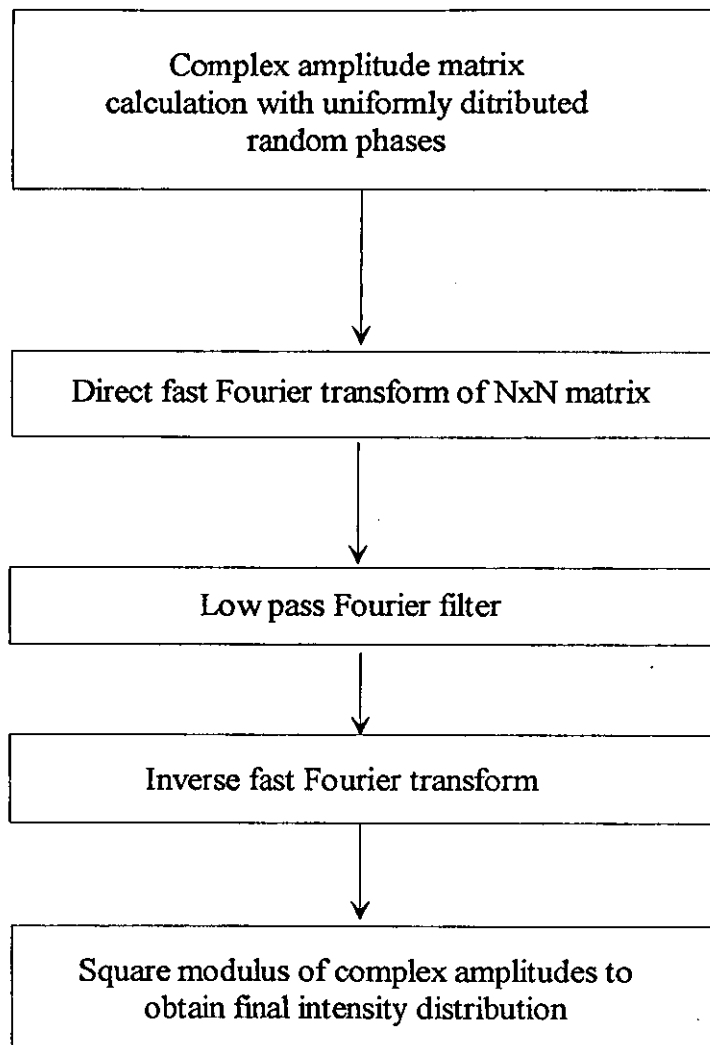 Complex amplitude matrix
calculation with uniformly ditributed
random phases
Direct fast Fourier transform of NxN matrix
Low pass Fourier filter
Inverse fast Fourier transform
Square modulus of complex amplitudes to
obtain final intensity distribution